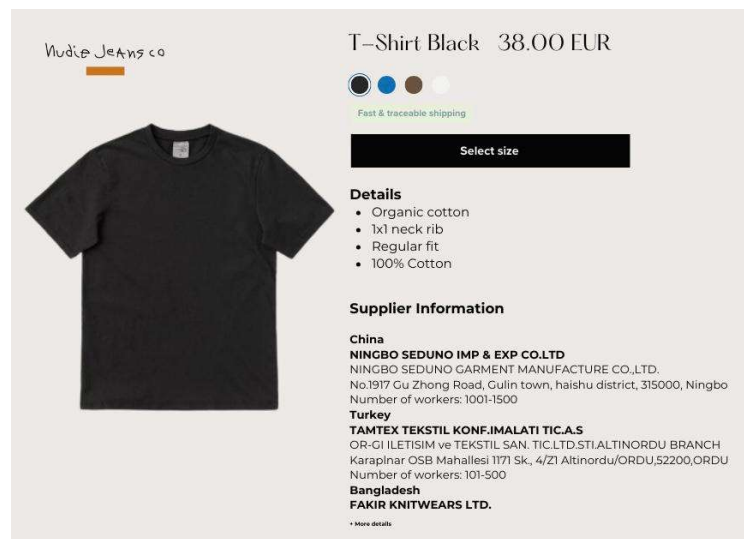 Nudie Jeans co
T-Shirt Black 38.00 EUR
Fast & traceable shipping
Select size
Details
• Organic cotton
• 1x1 neck rib
• Regular fit
• 100% Cotton
Supplier Information
China
NINGBO SEDUNO IMP & EXP CO.LTD
NINGBO SEDUNO GARMENT MANUFACTURE CO.,LTD.
No.1917 Gu Zhong Road, Gulin town, haishu district, 315000, Ningbo
Number of workers: 1001-1500
Turkey
TAMTEX TEKSTIL KONF.IMALATI TIC.A.S
OR-GI ILETISIM ve TEKSTIL SAN. TIC.LTD.STI.ALTINORDU BRANCH
Karaplnar OSB Mahallesi 1171 Sk., 4/Z1 Altinordu/ORDU,52200,ORDU
Number of workers: 101-500
Bangladesh
FAKIR KNITWEARS LTD.
+ More details